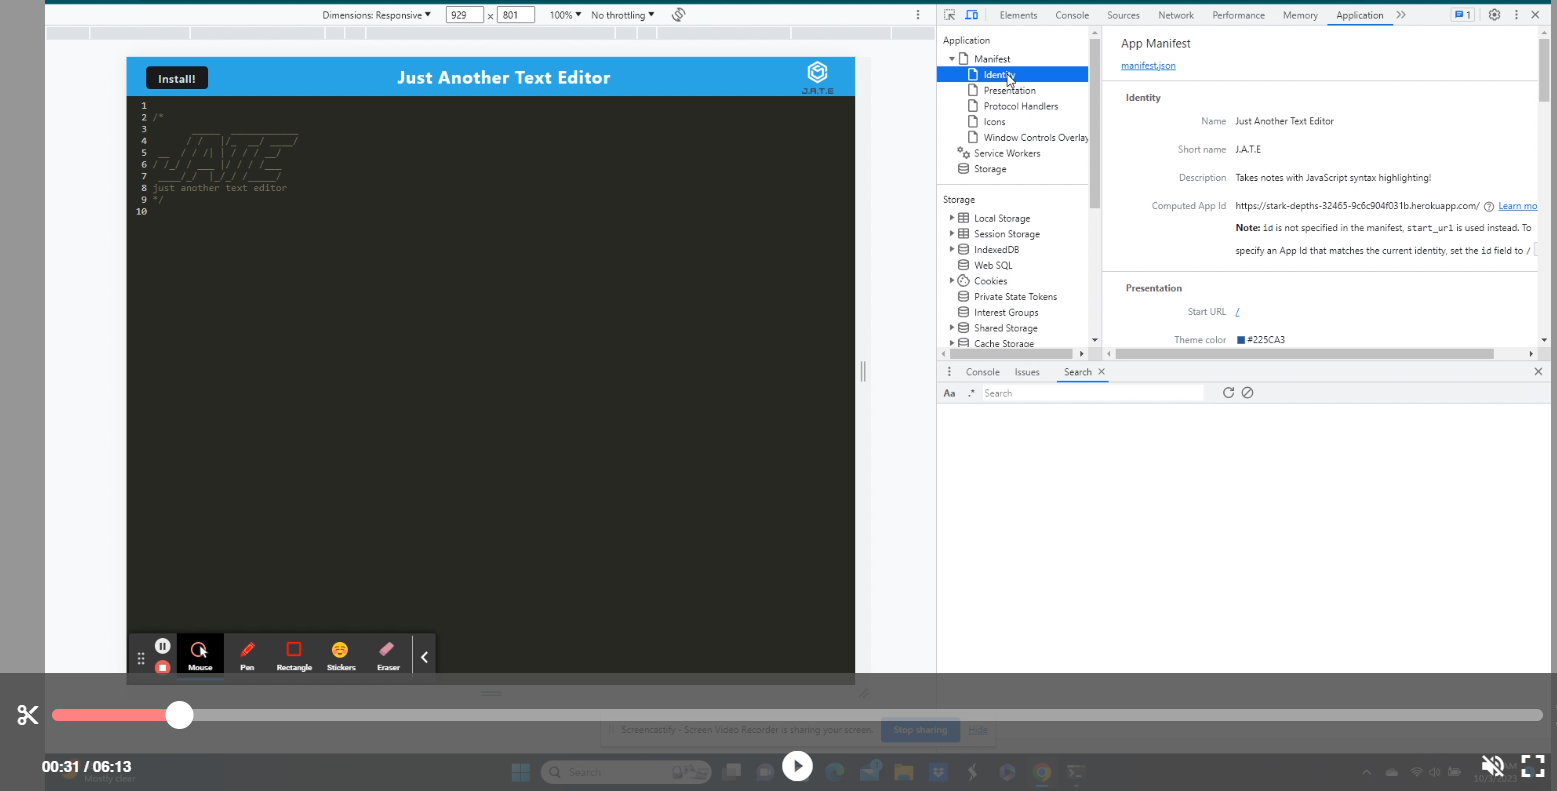 Dimensions: Responsive 929 x 801 100% No throttling
Elements Console Sources Network Performance Memory Application 1
Install! Just Another Text Editor J.A.T.E
1
2 /*
3
4
5
6
7
8 just another text editor
9 */
10
Application
Manifest
Identity
Presentation
Protocol Handlers
Icons
Window Controls Overlay
Service Workers
Storage
Storage
Local Storage
Session Storage
IndexedDB
Web SQL
Cookies
Private State Tokens
Interest Groups
Shared Storage
Cache Storage
App Manifest
manifest.json
Identity
Name Just Another Text Editor
Short name J.A.T.E
Description Takes notes with JavaScript syntax highlighting!
Computed App Id https://stark-depths-32465-9c6c904f031b.herokuapp.com/ ? Learn mo
Note: id is not specified in the manifest, start_url is used instead. To
specify an App Id that matches the current identity, set the id field to /
Presentation
Start URL /
Theme color #225CA3
Console Issues Search
Aa .* Search
Mouse Pen Rectangle Stickers Eraser
Screencastify - Screen Video Recorder is sharing your screen. Stop sharing Hide
00:31 / 06:13
Mostly clear
Search